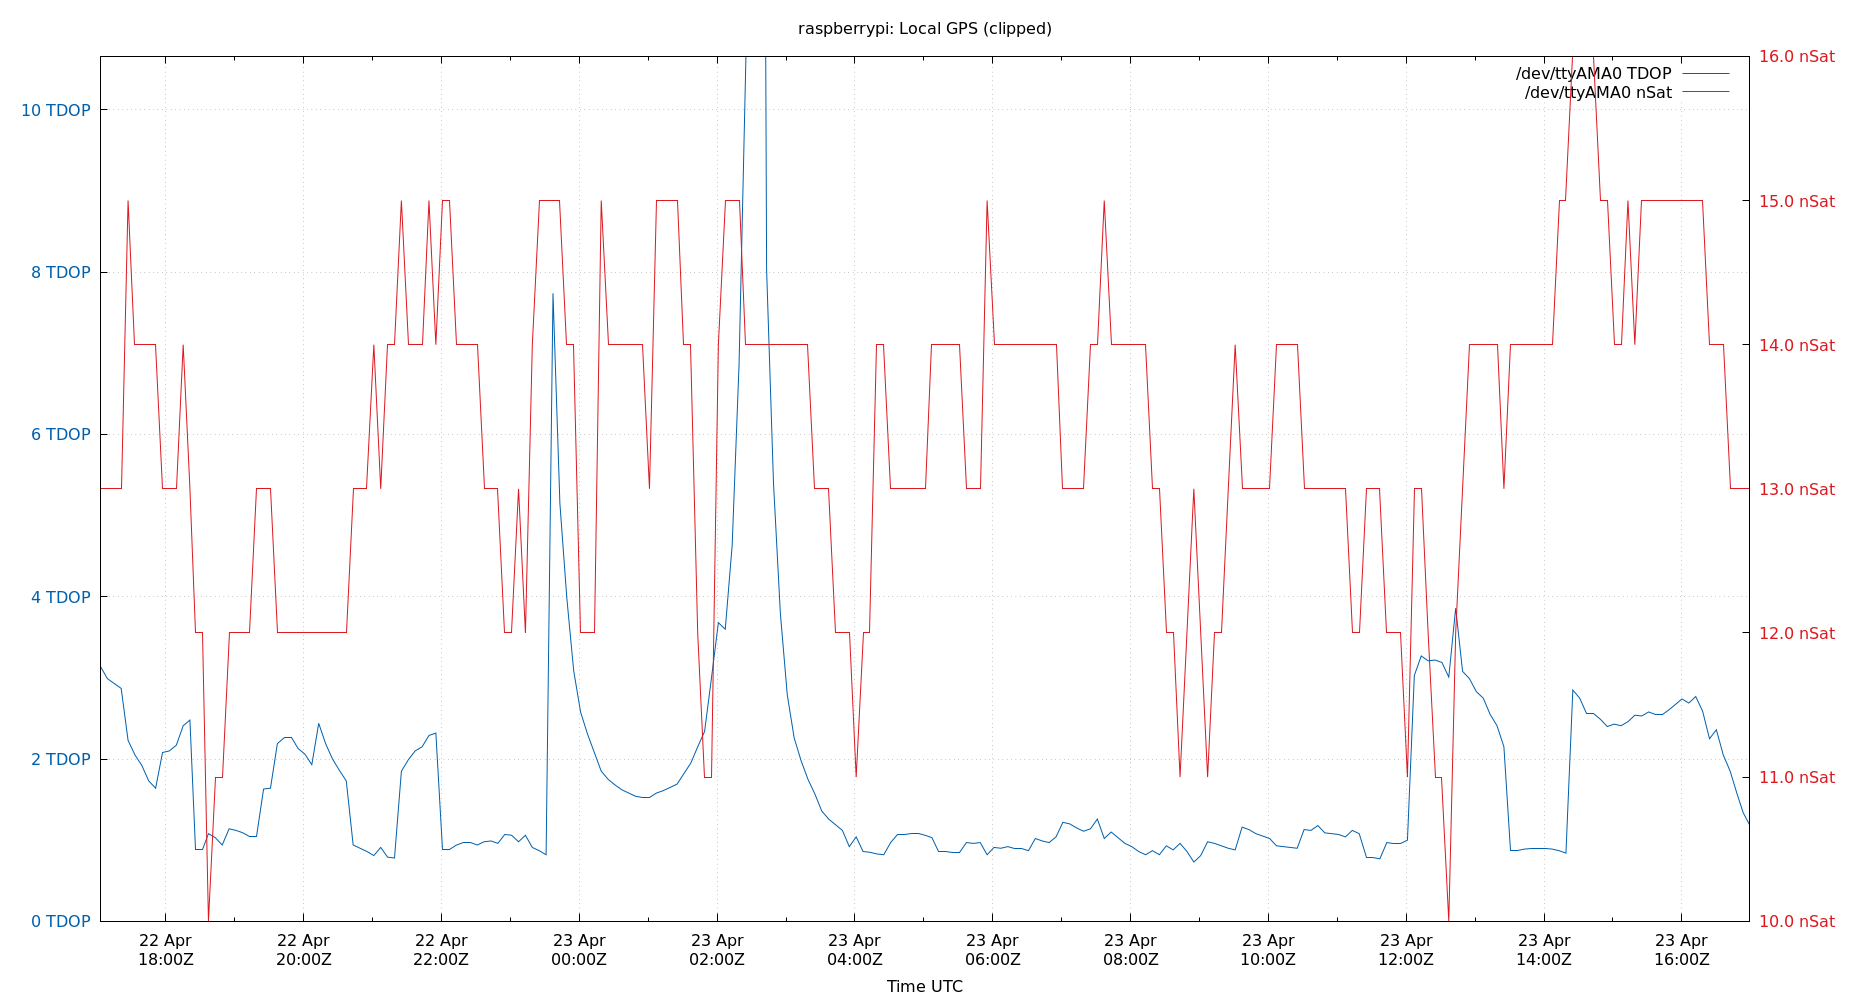 raspberrypi: Local GPS (clipped)
/dev/ttyAMA0 TDOP
/dev/ttyAMA0 nSat
10 TDOP
8 TDOP
6 TDOP
4 TDOP
2 TDOP
0 TDOP
16.0 nSat
15.0 nSat
14.0 nSat
13.0 nSat
12.0 nSat
11.0 nSat
10.0 nSat
22 Apr 22 Apr 22 Apr 23 Apr 23 Apr 23 Apr 23 Apr 23 Apr 23 Apr 23 Apr 23 Apr 23 Apr
18:00Z 20:00Z 22:00Z 00:00Z 02:00Z 04:00Z 06:00Z 08:00Z 10:00Z 12:00Z 14:00Z 16:00Z
Time UTC